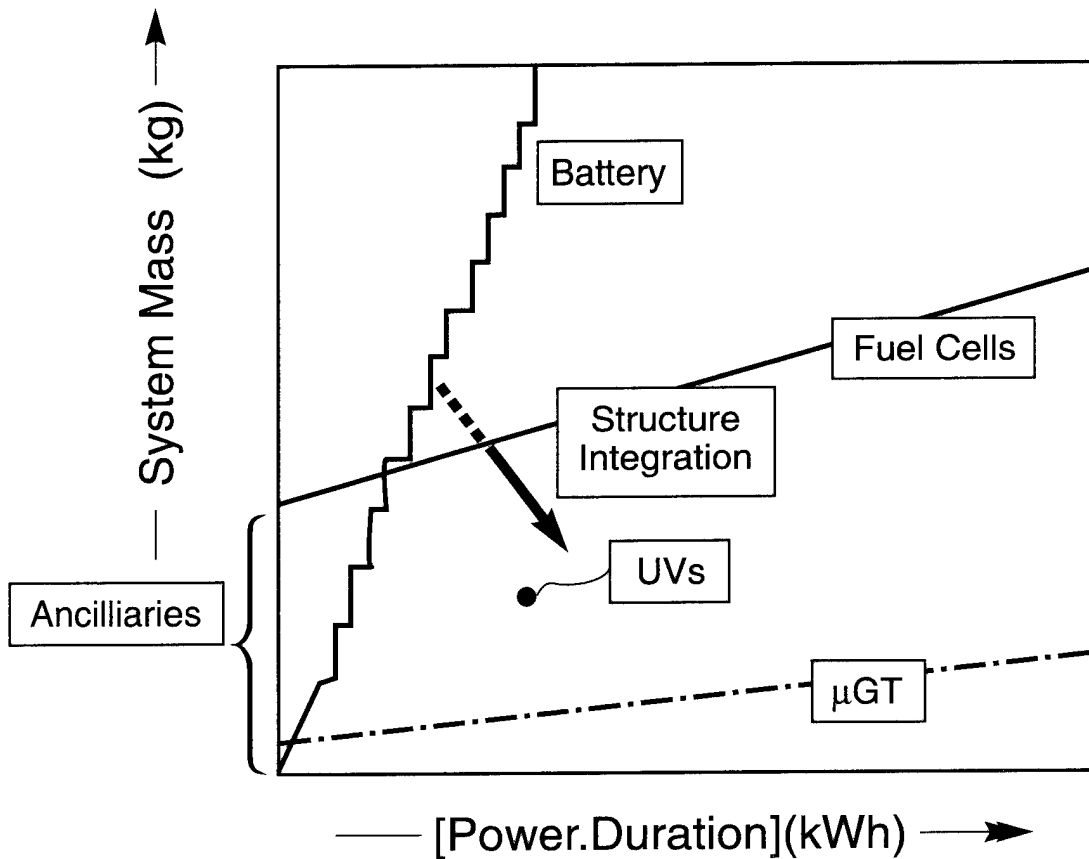 System Mass (kg)
Battery
Fuel Cells
Structure
Integration
UVs
Ancilliaries
μGT
[Power.Duration](kWh)